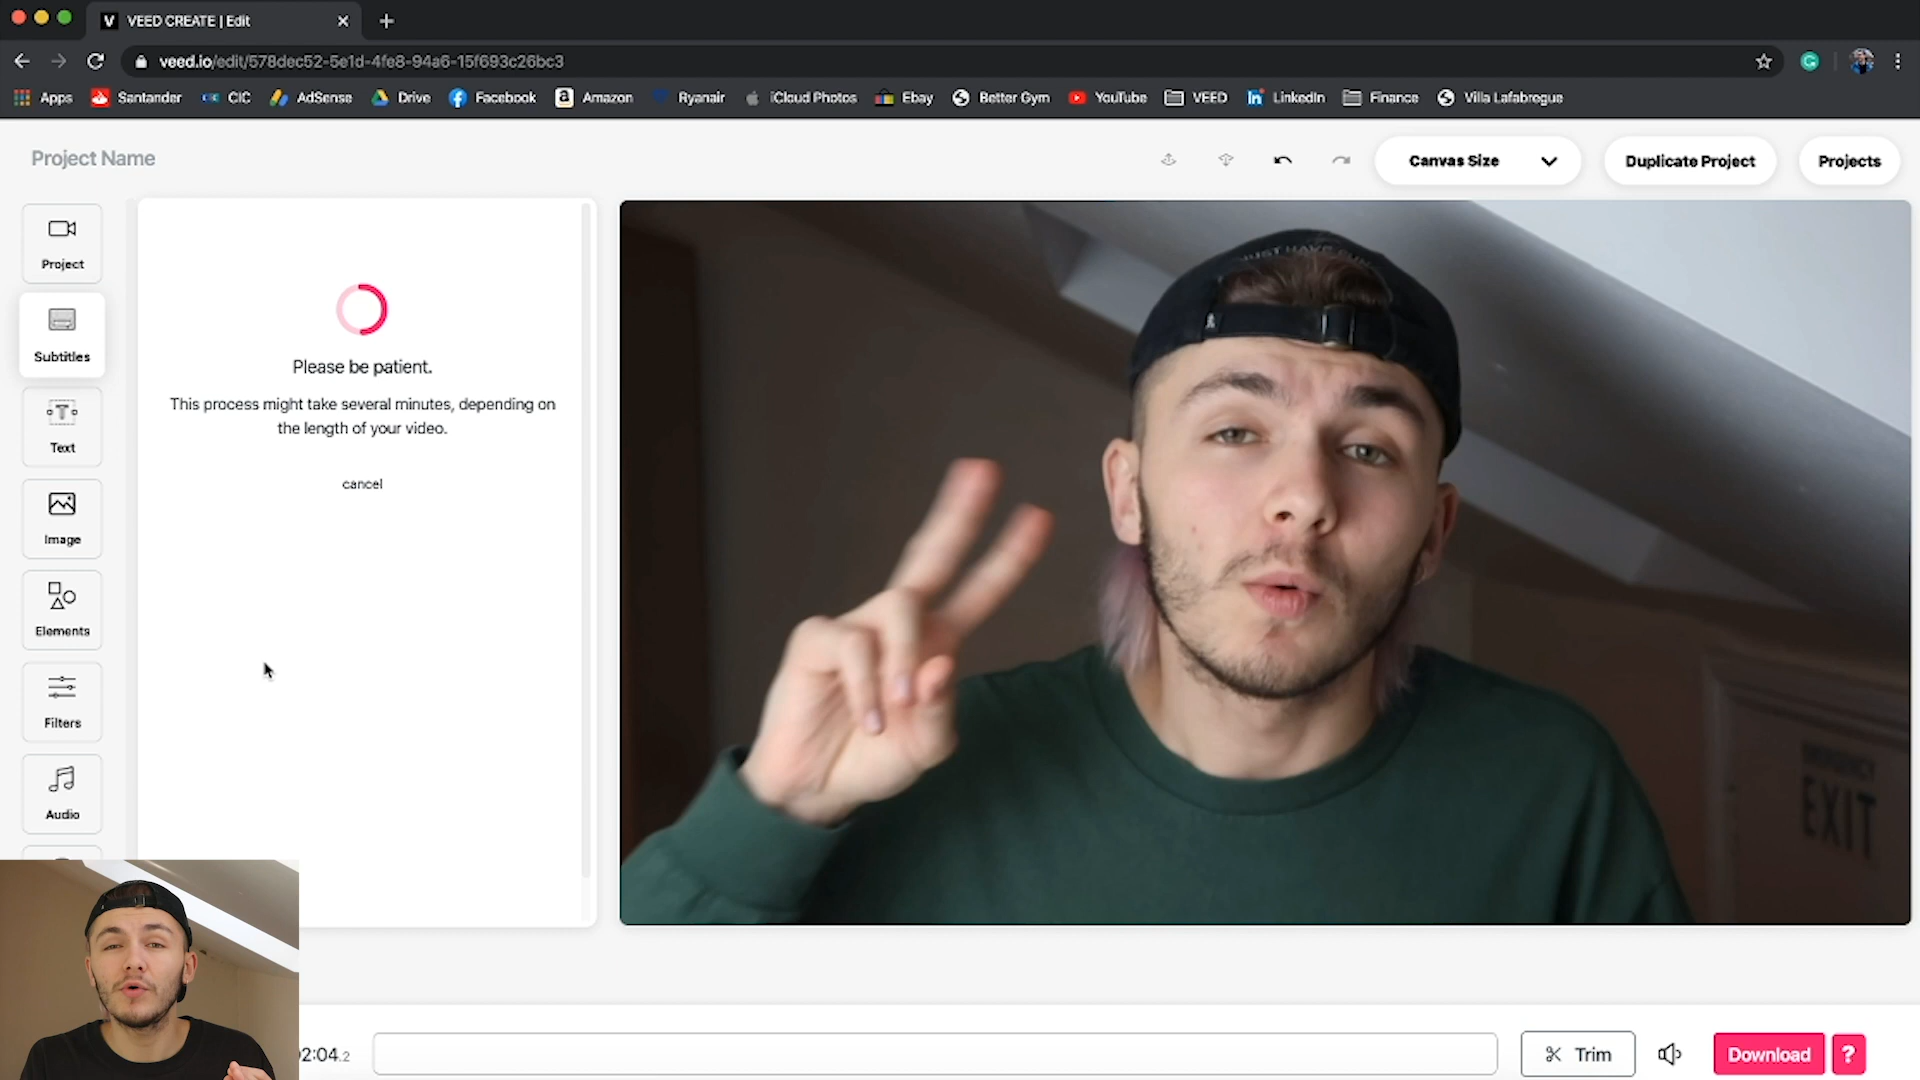 VEED CREATE | Edit
veed.io/edit/578dec52-5e1d-4fe8-94a6-15f693c26bc3
Apps Santander CIC AdSense Drive Facebook Amazon Ryanair iCloud Photos Ebay Better Gym YouTube VEED LinkedIn Finance Villa Lafabregue
Project Name
Canvas Size
Duplicate Project
Projects
Project
Subtitles
Text
Image
Elements
Filters
Audio
Please be patient.
This process might take several minutes, depending on
the length of your video.
cancel
EMERGENCY
EXIT
2:04.2
Trim
Download
?